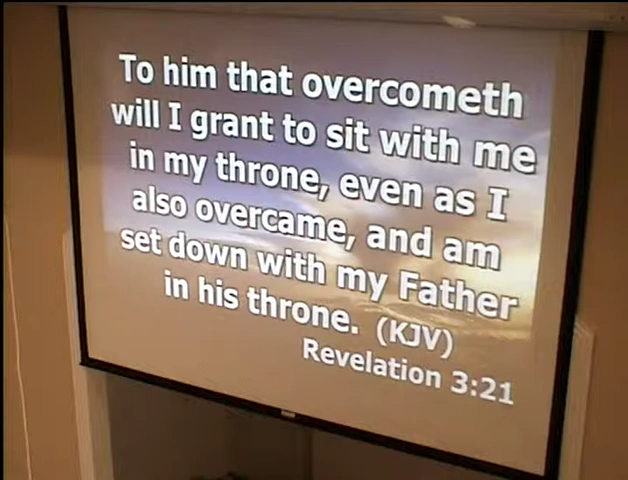 To him that overcometh
will I grant to sit with me
in my throne, even as I
also overcame, and am
set down with my Father
in his throne. (KJV)
Revelation 3:21